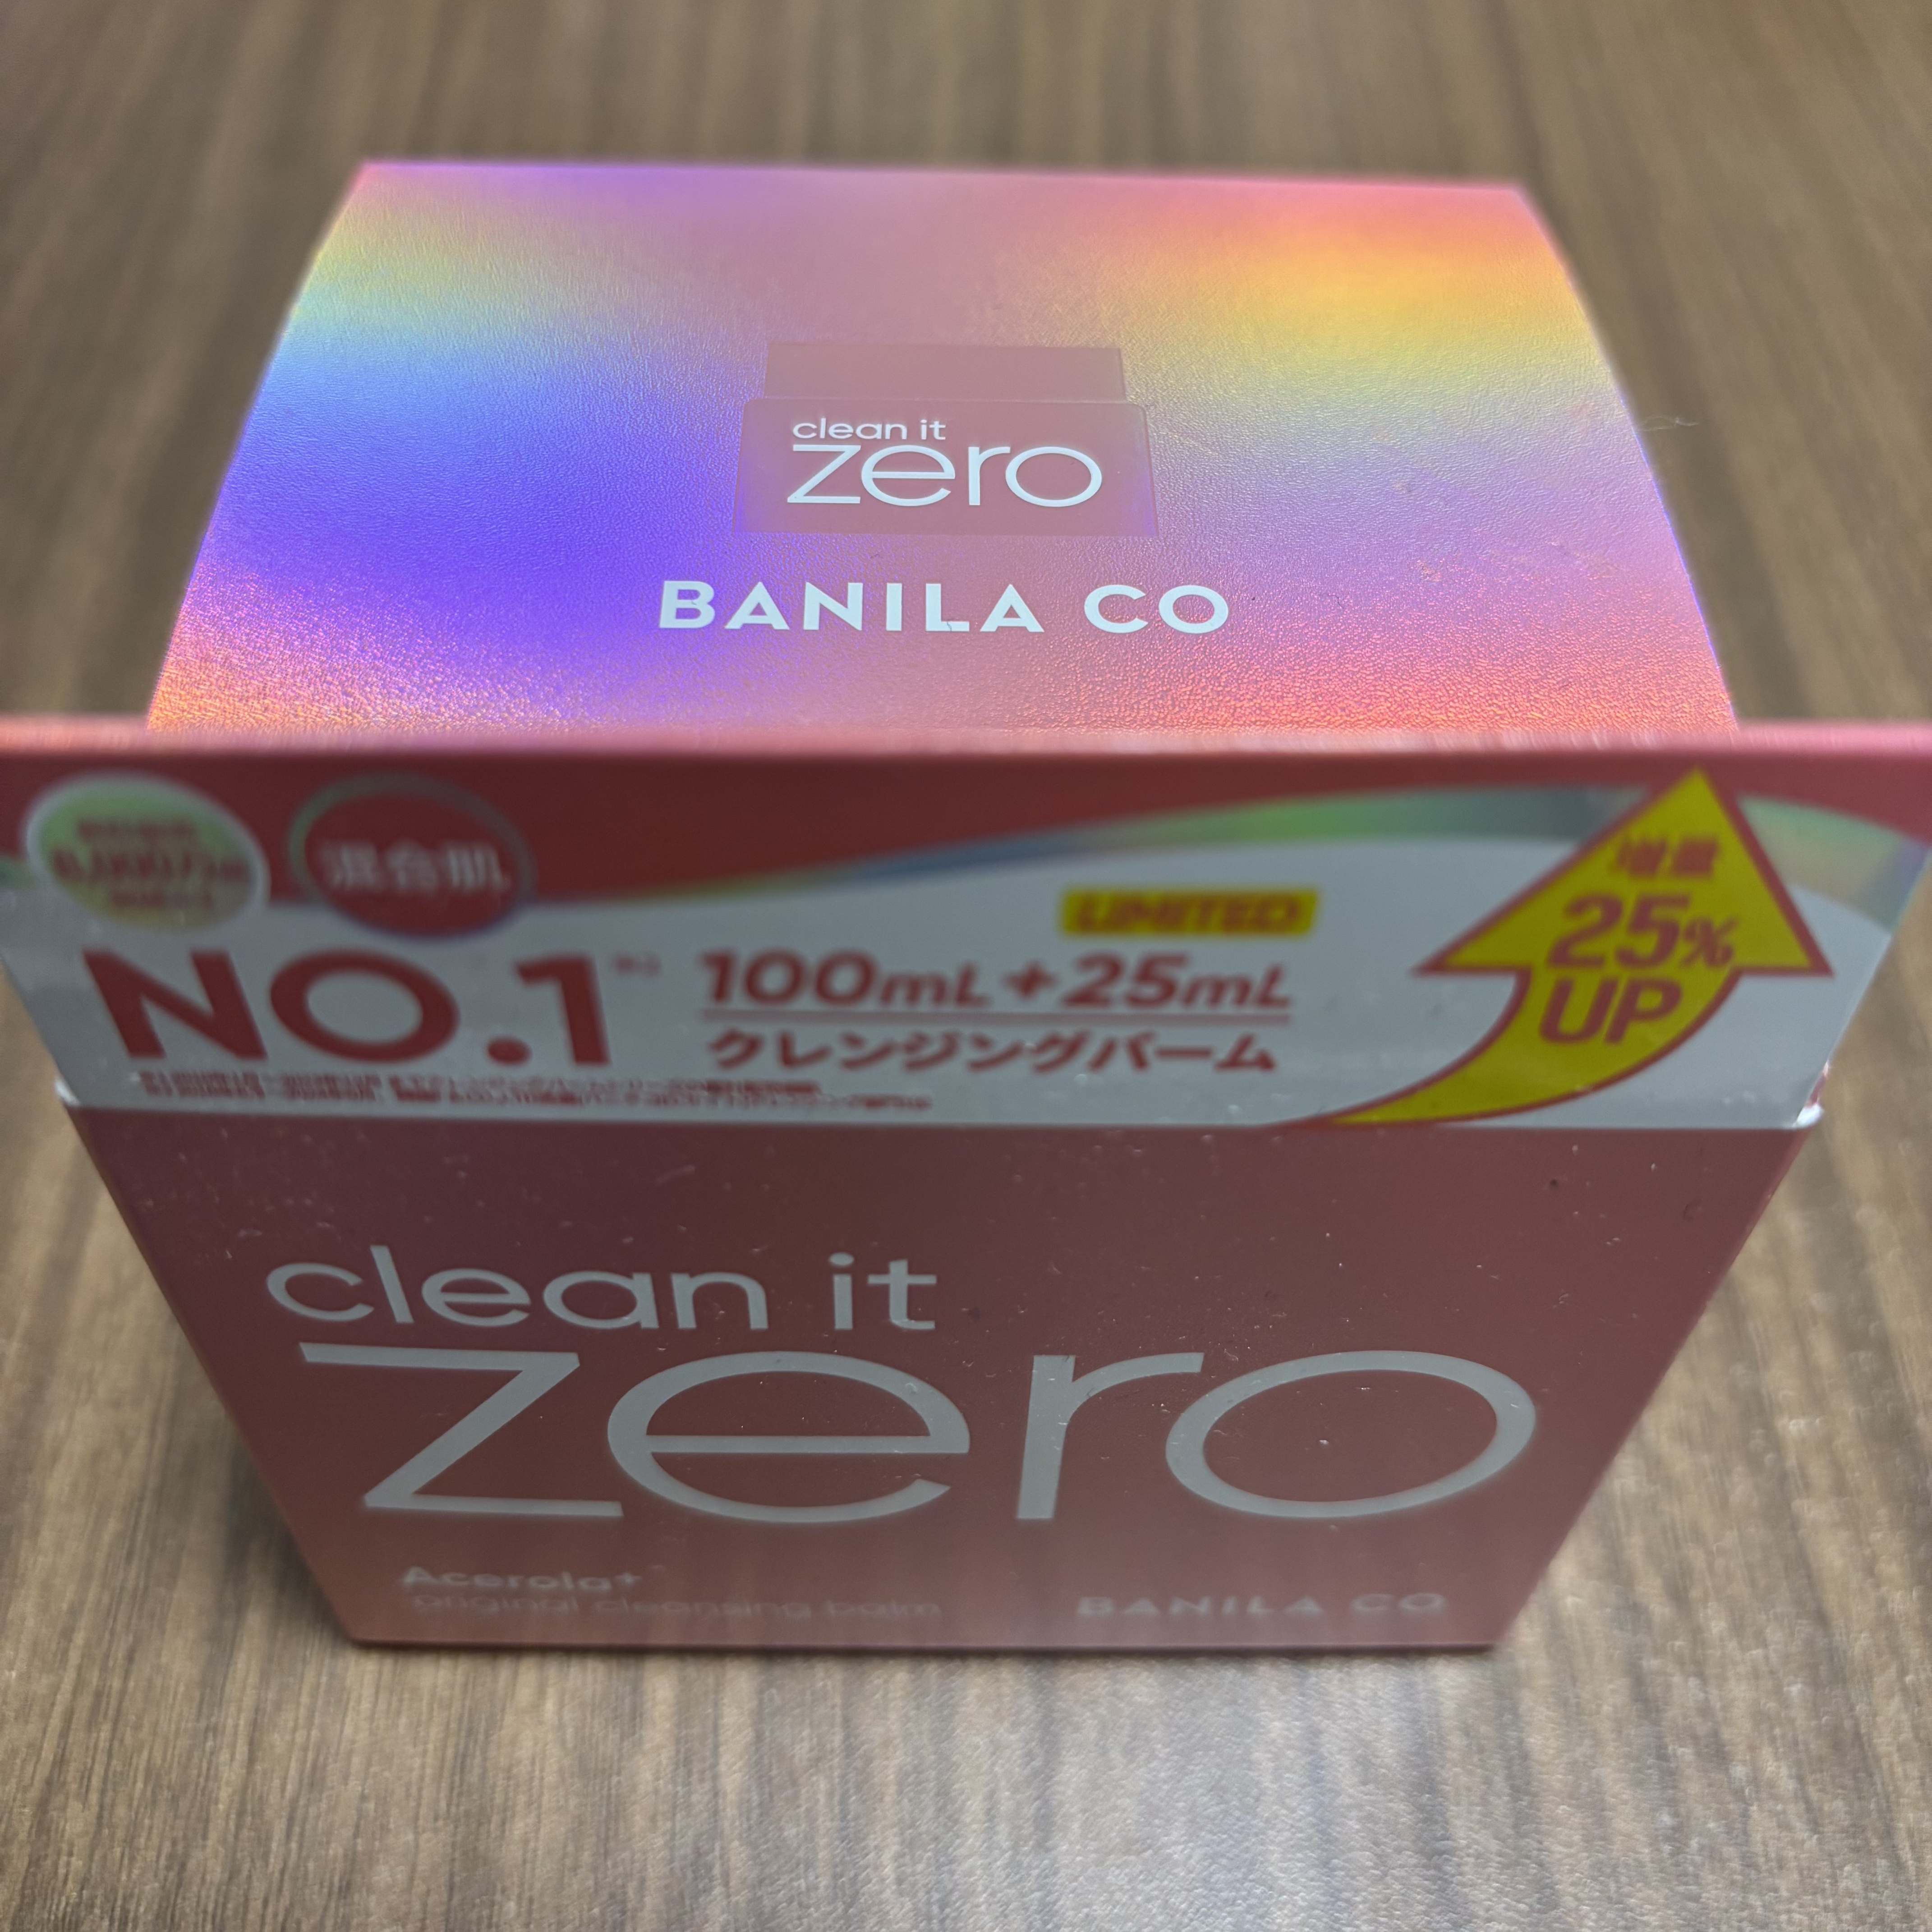 clean it
zero
BANILA CO
混合肌
NO.1
LIMITED
100mL+25mL
クレンジングバーム
増量
25%
UP
clean it
zero
Acerola+
original cleansing balm
BANILA CO